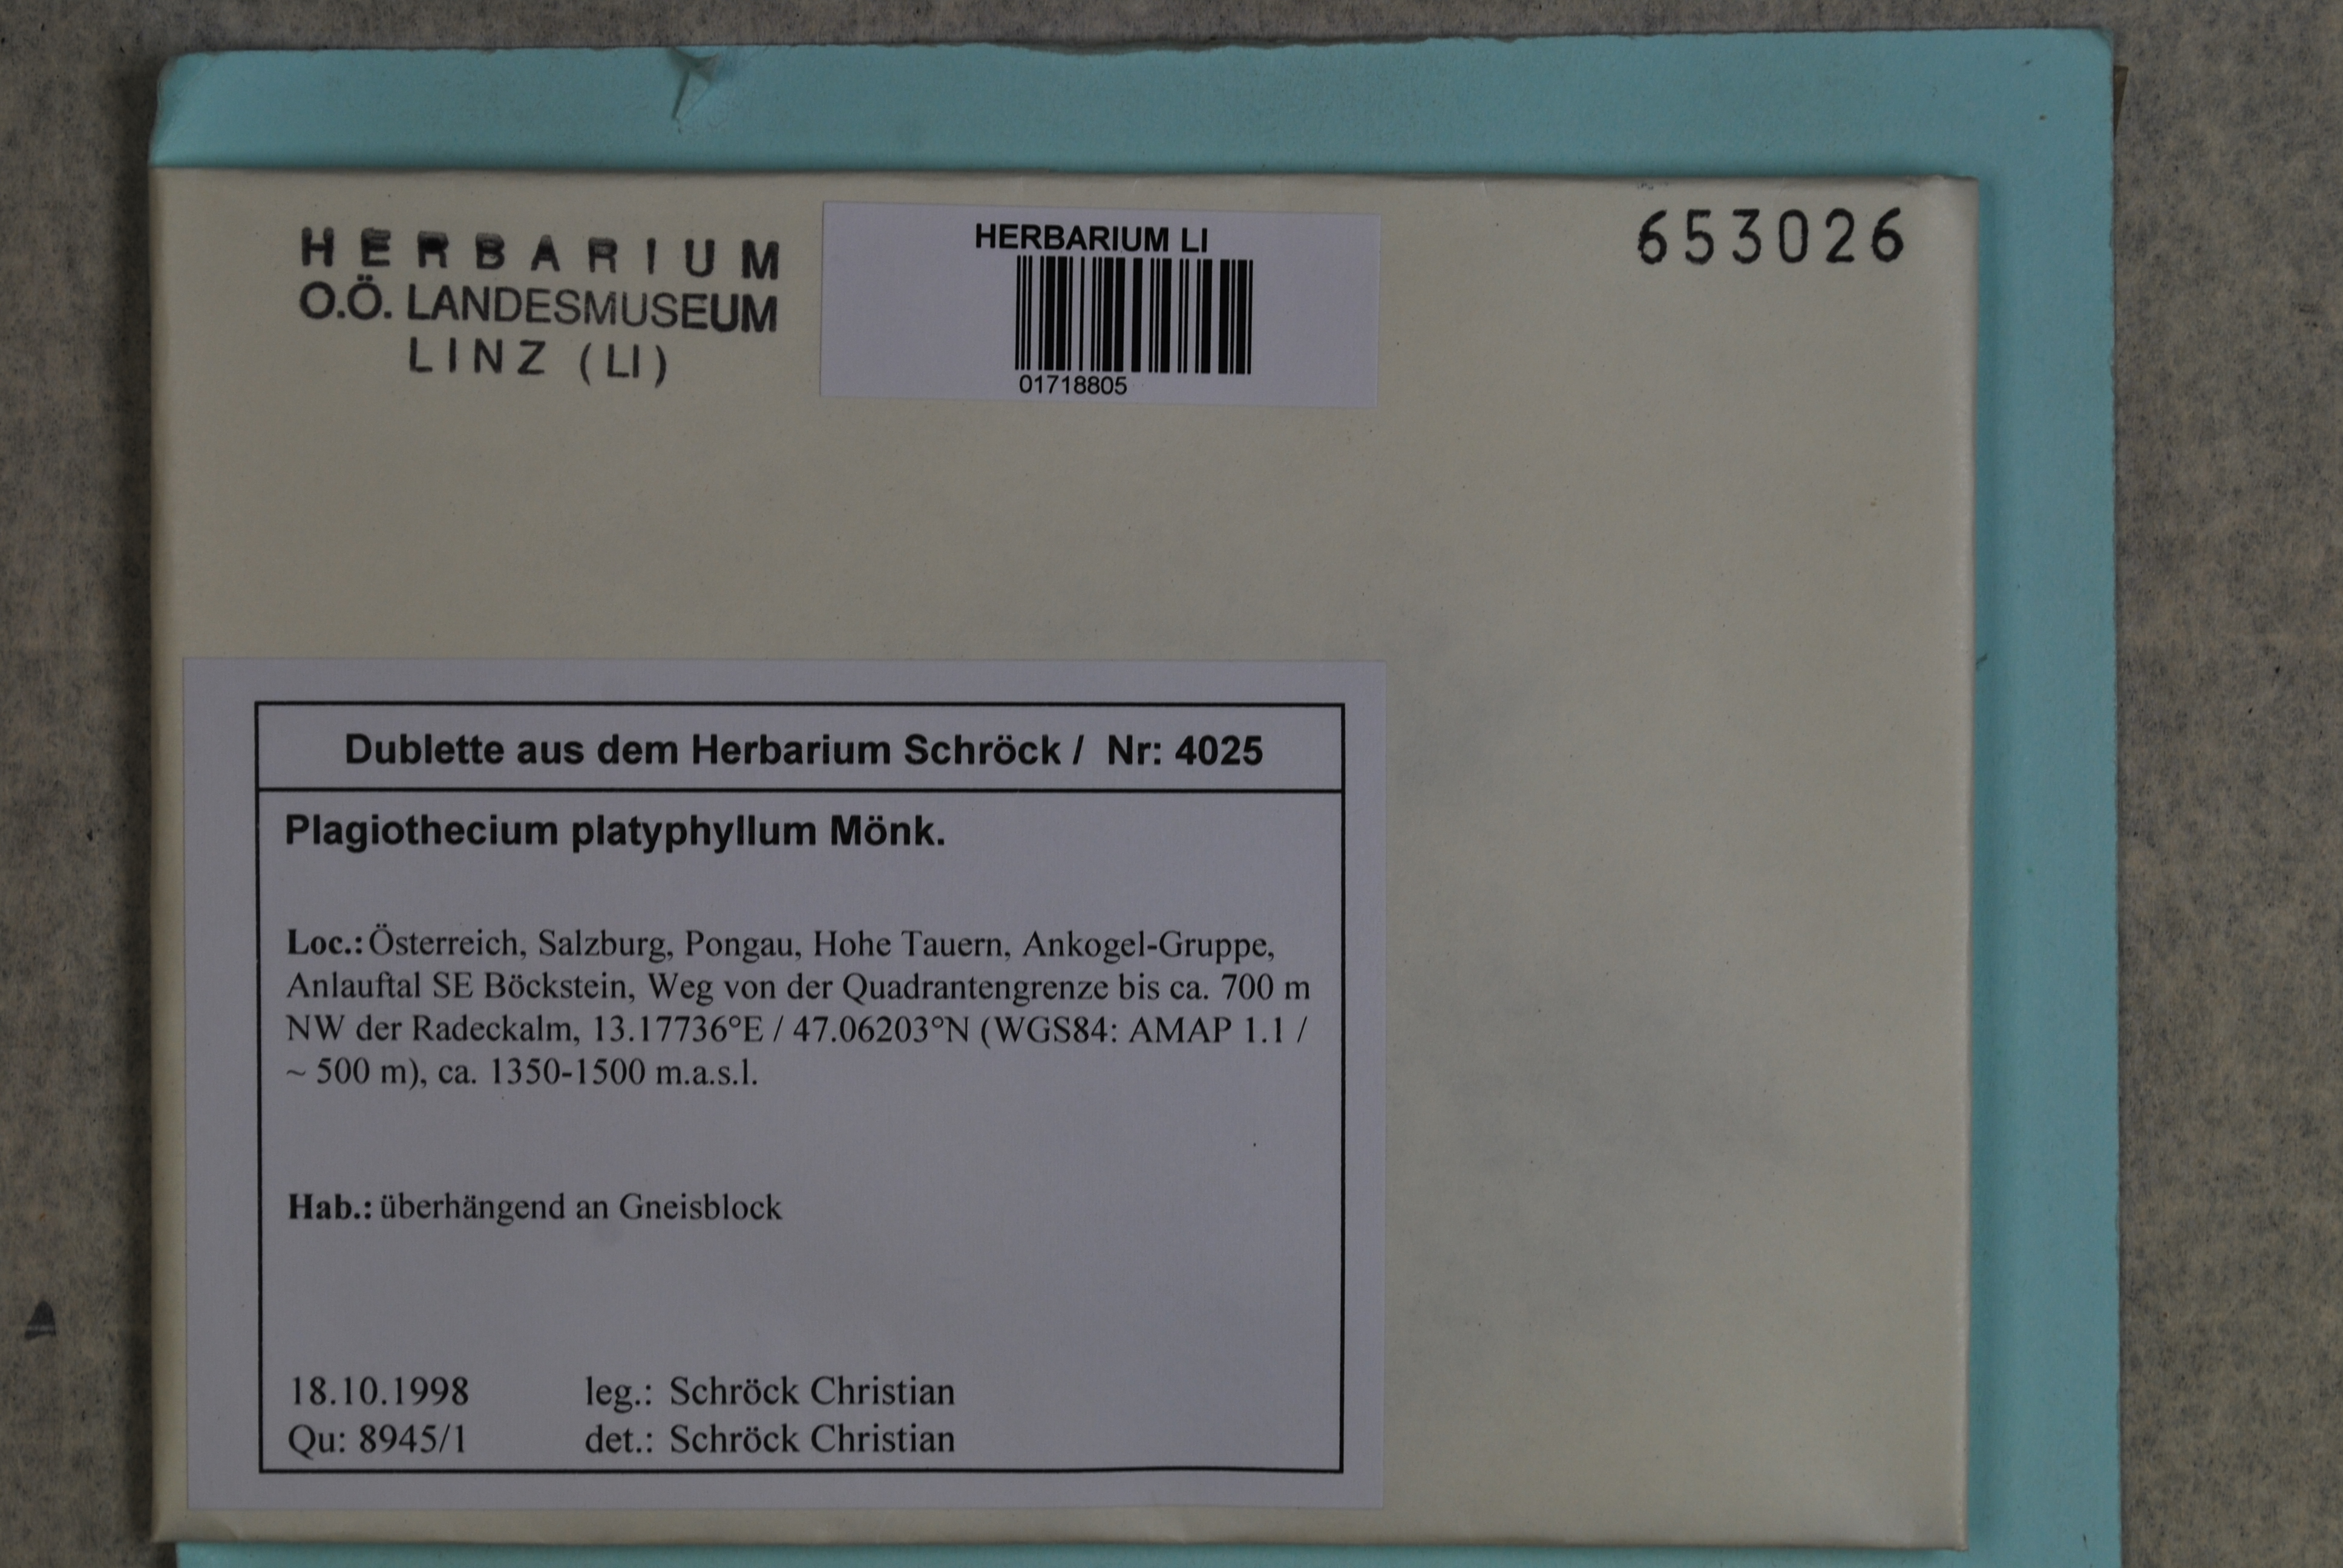 HERBARIUM
O.Ö. LANDESMUSEUM
LINZ (LI)
HERBARIUM LI
01718805
653026
Dublette aus dem Herbarium Schröck / Nr: 4025
Plagiothecium platyphyllum Mönk.
Loc.: Österreich, Salzburg, Pongau, Hohe Tauern, Ankogel-Gruppe,
Anlauftal SE Böckstein, Weg von der Quadrantengrenze bis ca. 700 m
NW der Radeckalm, 13.17736°E / 47.06203°N (WGS84: AMAP 1.1 /
~ 500 m), ca. 1350-1500 m.a.s.l.
Hab.: überhängend an Gneisblock
18.10.1998 leg.: Schröck Christian
Qu: 8945/1 det.: Schröck Christian